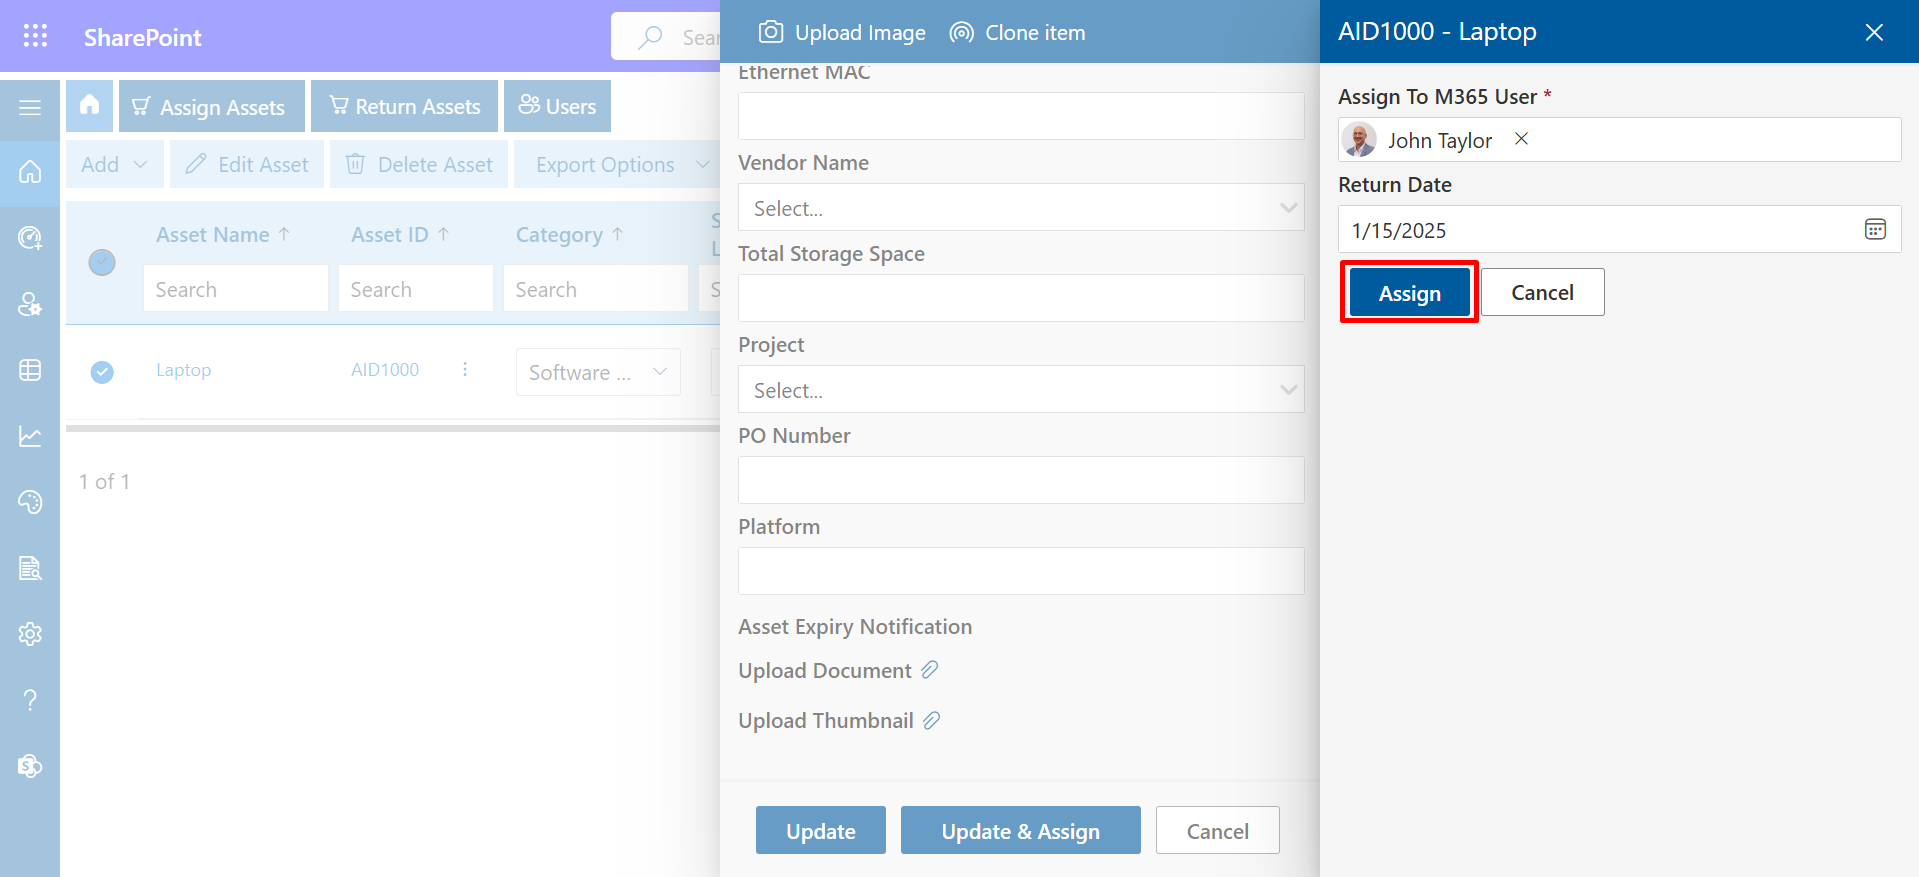 SharePoint
Sear
Upload Image
Clone item
AID1000 - Laptop
Assign Assets
Return Assets
Users
Add
Edit Asset
Delete Asset
Export Options
Asset Name ↑
Asset ID ↑
Category ↑
S
L
Search
Search
Search
S
Laptop
AID1000
Software ...
1 of 1
Ethernet MAC
Vendor Name
Select...
Total Storage Space
Project
Select...
PO Number
Platform
Asset Expiry Notification
Upload Document
Upload Thumbnail
Update
Update & Assign
Cancel
Assign To M365 User *
John Taylor
Return Date
1/15/2025
Assign
Cancel